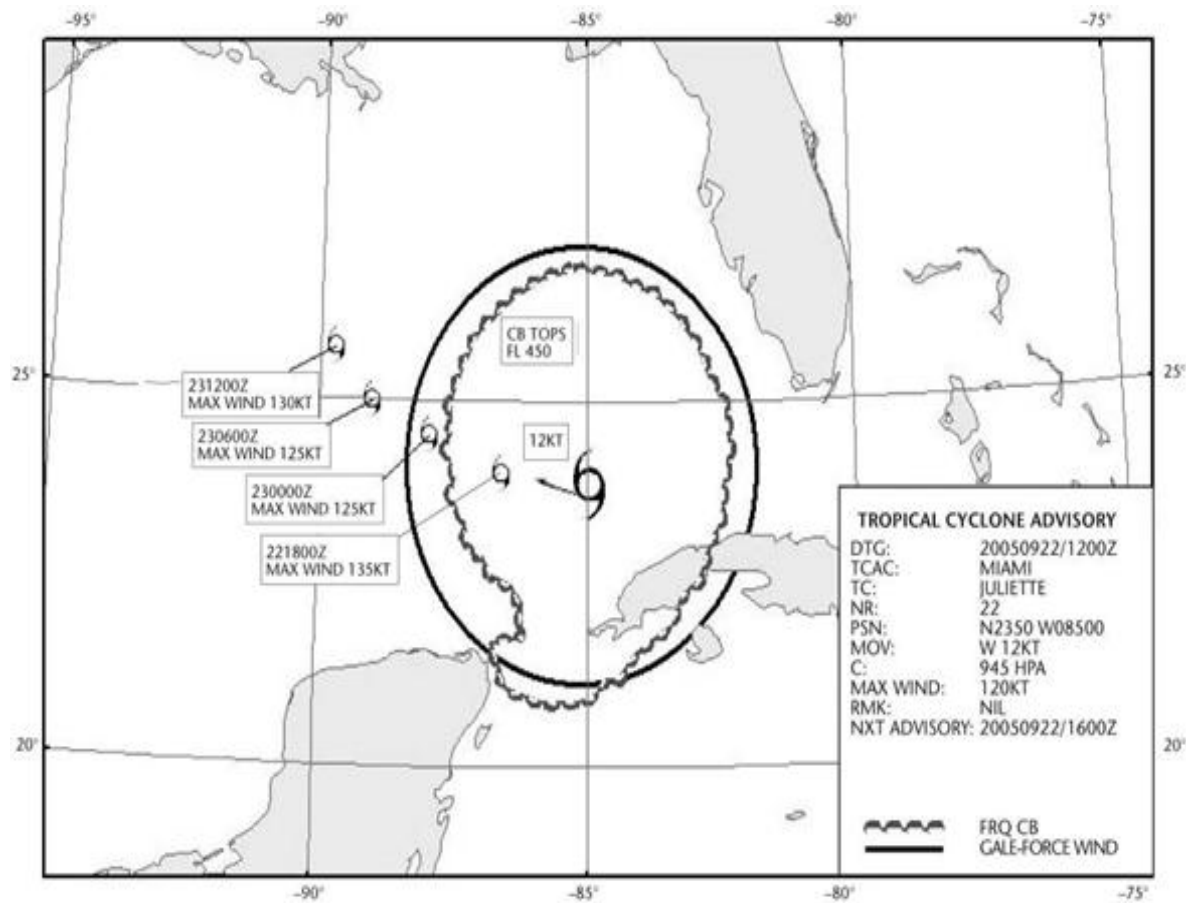 −95° −90° −85° −80° −75°
CB TOPS
FL 450
25° 25°
231200Z
MAX WIND 130KT
230600Z
MAX WIND 125KT
12KT
230000Z
MAX WIND 125KT
221800Z
MAX WIND 135KT
TROPICAL CYCLONE ADVISORY
DTG: 20050922/1200Z
TCAC: MIAMI
TC: JULIETTE
NR: 22
PSN: N2350 W08500
MOV: W 12KT
C: 945 HPA
MAX WIND: 120KT
RMK: NIL
NXT ADVISORY: 20050922/1600Z
20° 20°
FRQ CB
GALE-FORCE WIND
−90° −85° −80° −75°